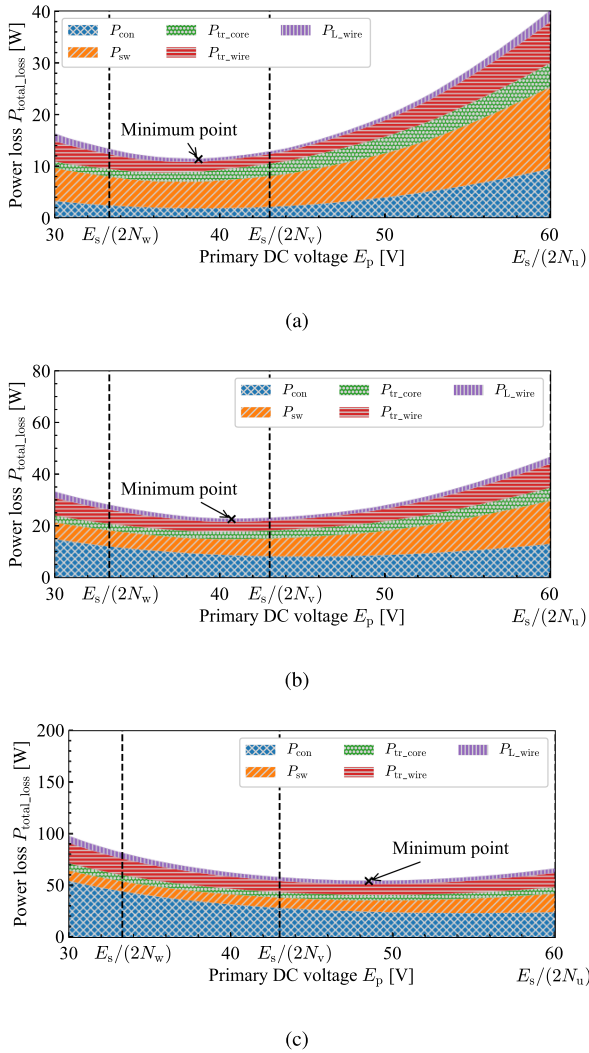 (a)
Power loss P_total_loss [W]
40
30
20
10
0
P_con P_tr_core P_L_wire
P_sw P_tr_wire
Minimum point
30 E_s/(2N_w) E_s/(2N_v) 50 60
Primary DC voltage E_p [V] E_s/(2N_u)
(a)
Power loss P_total_loss [W]
80
60
40
20
0
P_con P_tr_core P_L_wire
P_sw P_tr_wire
Minimum point
30 E_s/(2N_w) 40 E_s/(2N_v) 50 60
Primary DC voltage E_p [V] E_s/(2N_u)
(b)
Power loss P_total_loss [W]
200
150
100
50
0
P_con P_tr_core P_L_wire
P_sw P_tr_wire
Minimum point
30 E_s/(2N_w) 40 E_s/(2N_v) 50 60
Primary DC voltage E_p [V] E_s/(2N_u)
(c)